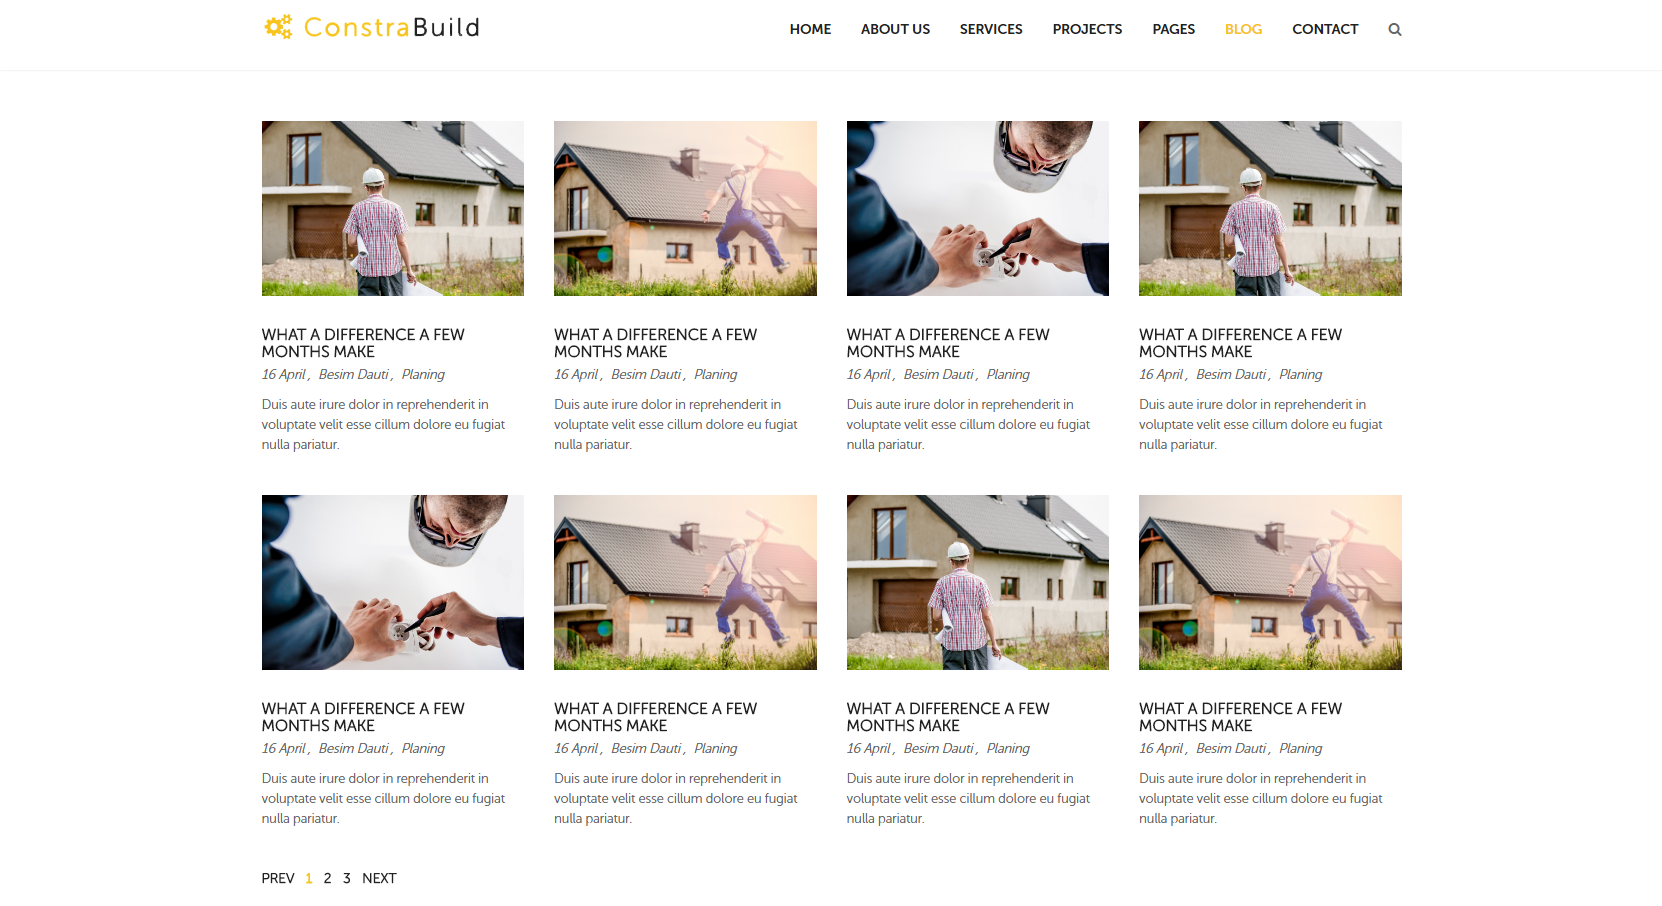 ConstraBuild
HOME ABOUT US SERVICES PROJECTS PAGES BLOG CONTACT
WHAT A DIFFERENCE A FEW
MONTHS MAKE
16 April , Besim Dauti , Planing
Duis aute irure dolor in reprehenderit in
voluptate velit esse cillum dolore eu fugiat
nulla pariatur.
WHAT A DIFFERENCE A FEW
MONTHS MAKE
16 April , Besim Dauti , Planing
Duis aute irure dolor in reprehenderit in
voluptate velit esse cillum dolore eu fugiat
nulla pariatur.
WHAT A DIFFERENCE A FEW
MONTHS MAKE
16 April , Besim Dauti , Planing
Duis aute irure dolor in reprehenderit in
voluptate velit esse cillum dolore eu fugiat
nulla pariatur.
WHAT A DIFFERENCE A FEW
MONTHS MAKE
16 April , Besim Dauti , Planing
Duis aute irure dolor in reprehenderit in
voluptate velit esse cillum dolore eu fugiat
nulla pariatur.
WHAT A DIFFERENCE A FEW
MONTHS MAKE
16 April , Besim Dauti , Planing
Duis aute irure dolor in reprehenderit in
voluptate velit esse cillum dolore eu fugiat
nulla pariatur.
WHAT A DIFFERENCE A FEW
MONTHS MAKE
16 April , Besim Dauti , Planing
Duis aute irure dolor in reprehenderit in
voluptate velit esse cillum dolore eu fugiat
nulla pariatur.
WHAT A DIFFERENCE A FEW
MONTHS MAKE
16 April , Besim Dauti , Planing
Duis aute irure dolor in reprehenderit in
voluptate velit esse cillum dolore eu fugiat
nulla pariatur.
WHAT A DIFFERENCE A FEW
MONTHS MAKE
16 April , Besim Dauti , Planing
Duis aute irure dolor in reprehenderit in
voluptate velit esse cillum dolore eu fugiat
nulla pariatur.
PREV 1 2 3 NEXT